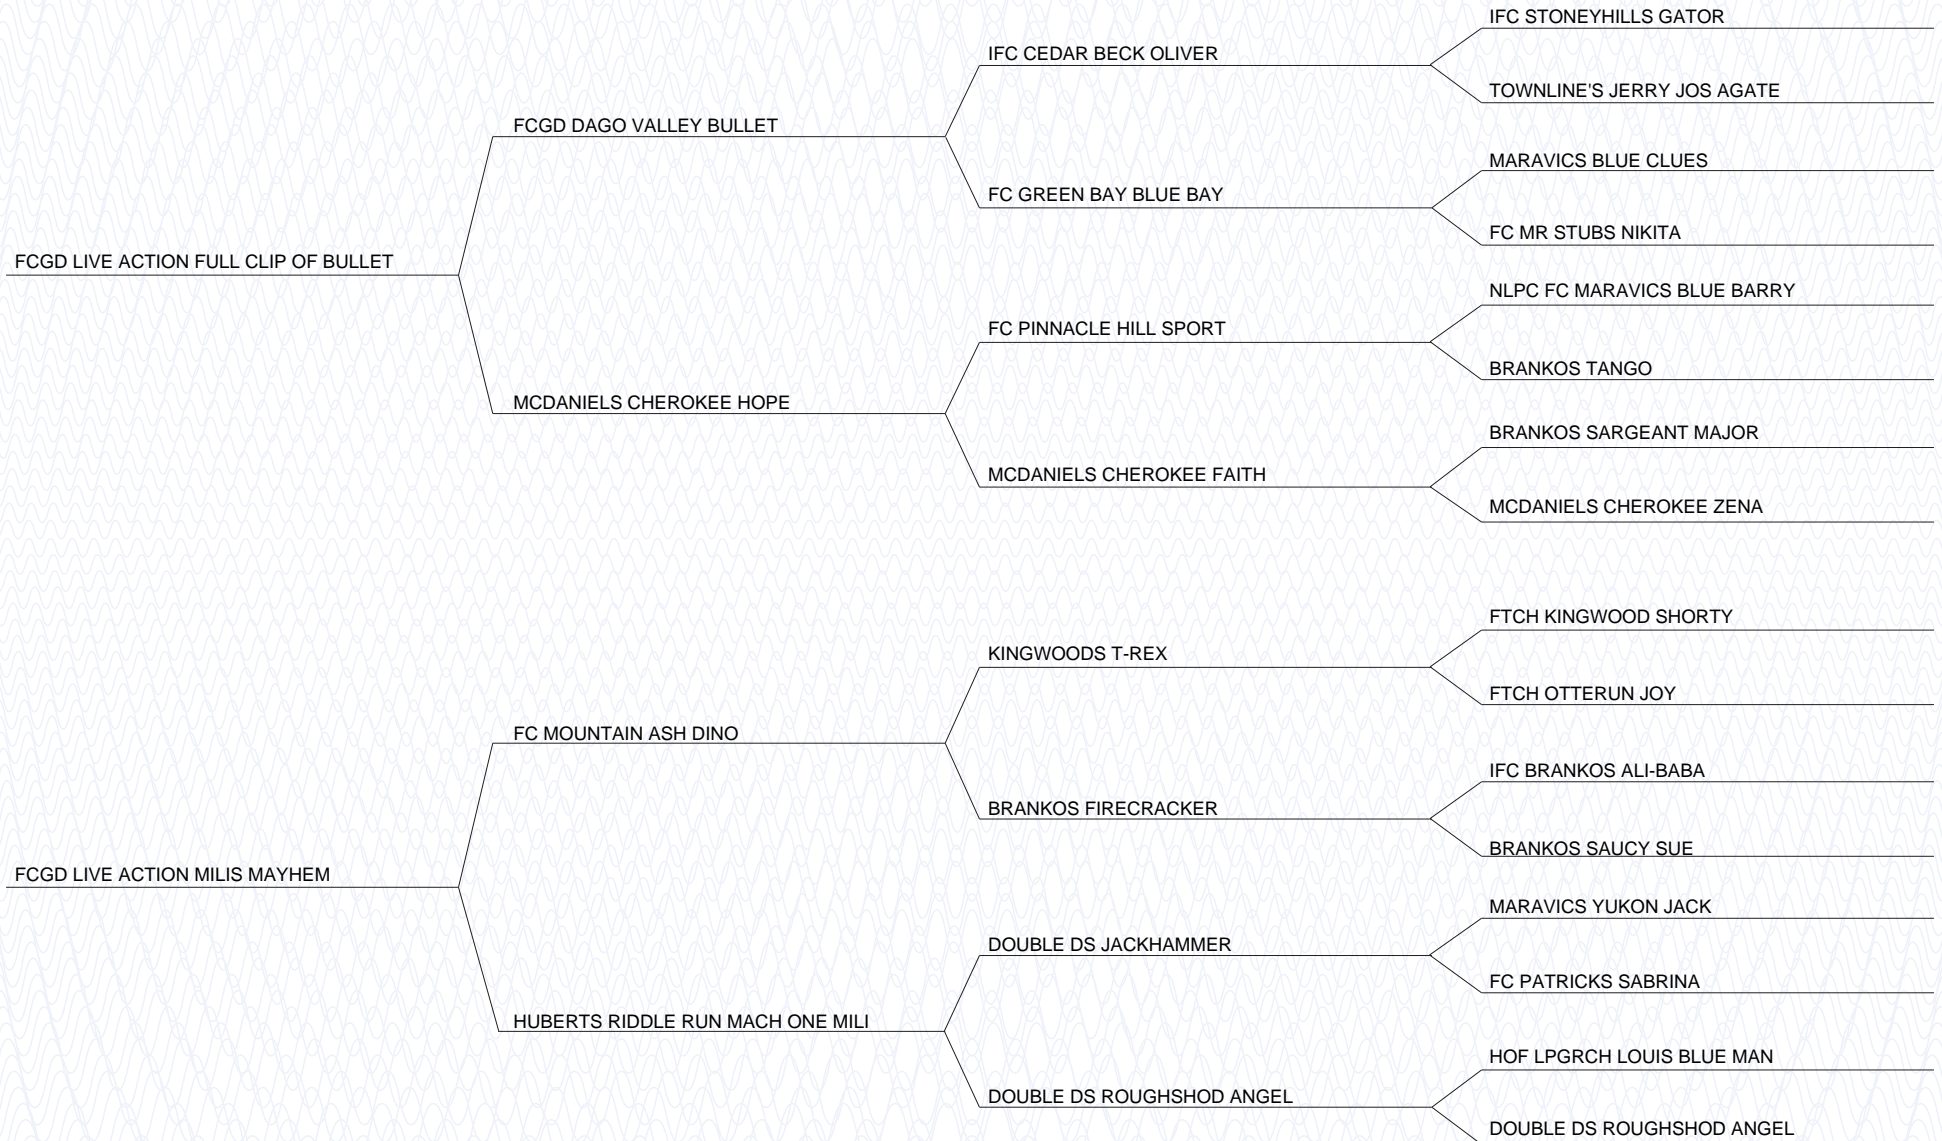 IFC STONEYHILLS GATOR
IFC CEDAR BECK OLIVER
TOWNLINE'S JERRY JOS AGATE
FCGD DAGO VALLEY BULLET
MARAVICS BLUE CLUES
FC GREEN BAY BLUE BAY
FC MR STUBS NIKITA
FCGD LIVE ACTION FULL CLIP OF BULLET
NLPC FC MARAVICS BLUE BARRY
FC PINNACLE HILL SPORT
BRANKOS TANGO
MCDANIELS CHEROKEE HOPE
BRANKOS SARGEANT MAJOR
MCDANIELS CHEROKEE FAITH
MCDANIELS CHEROKEE ZENA
FTCH KINGWOOD SHORTY
KINGWOODS T-REX
FTCH OTTERUN JOY
FC MOUNTAIN ASH DINO
IFC BRANKOS ALI-BABA
BRANKOS FIRECRACKER
BRANKOS SAUCY SUE
FCGD LIVE ACTION MILIS MAYHEM
MARAVICS YUKON JACK
DOUBLE DS JACKHAMMER
FC PATRICKS SABRINA
HUBERTS RIDDLE RUN MACH ONE MILI
HOF LPGRCH LOUIS BLUE MAN
DOUBLE DS ROUGHSHOD ANGEL
DOUBLE DS ROUGHSHOD ANGEL